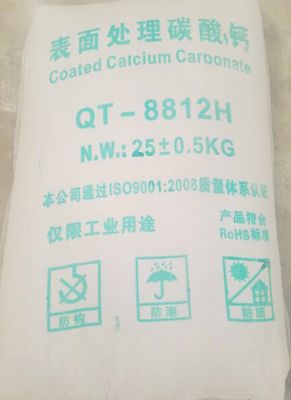 表面处理碳酸钙
Coated Calcium Carbonate
QT-8812H
N.W.: 25±0.5KG
本公司通过ISO9001:2008质量体系认证
仅限工业用途
产品符合
RoHS标准
防钩
防潮
防晒